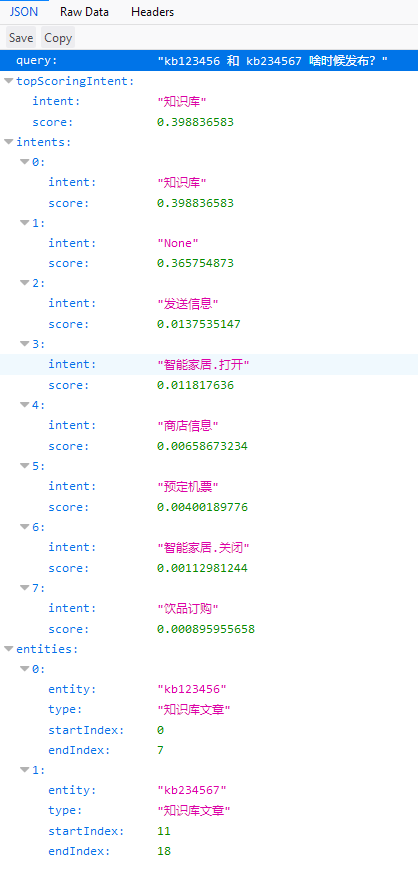 JSON Raw Data Headers
Save Copy
query: "kb123456 和 kb234567 啥时候发布？"
topScoringIntent:
intent: "知识库"
score: 0.398836583
intents:
0:
intent: "知识库"
score: 0.398836583
1:
intent: "None"
score: 0.365754873
2:
intent: "发送信息"
score: 0.0137535147
3:
intent: "智能家居.打开"
score: 0.011817636
4:
intent: "商店信息"
score: 0.00658673234
5:
intent: "预定机票"
score: 0.00400189776
6:
intent: "智能家居.关闭"
score: 0.00112981244
7:
intent: "饮品订购"
score: 0.000895955658
entities:
0:
entity: "kb123456"
type: "知识库文章"
startIndex: 0
endIndex: 7
1:
entity: "kb234567"
type: "知识库文章"
startIndex: 11
endIndex: 18